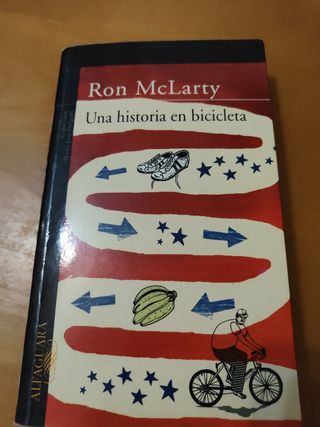 Ron McLarty
Una historia en bicicleta
ALFAGUARA